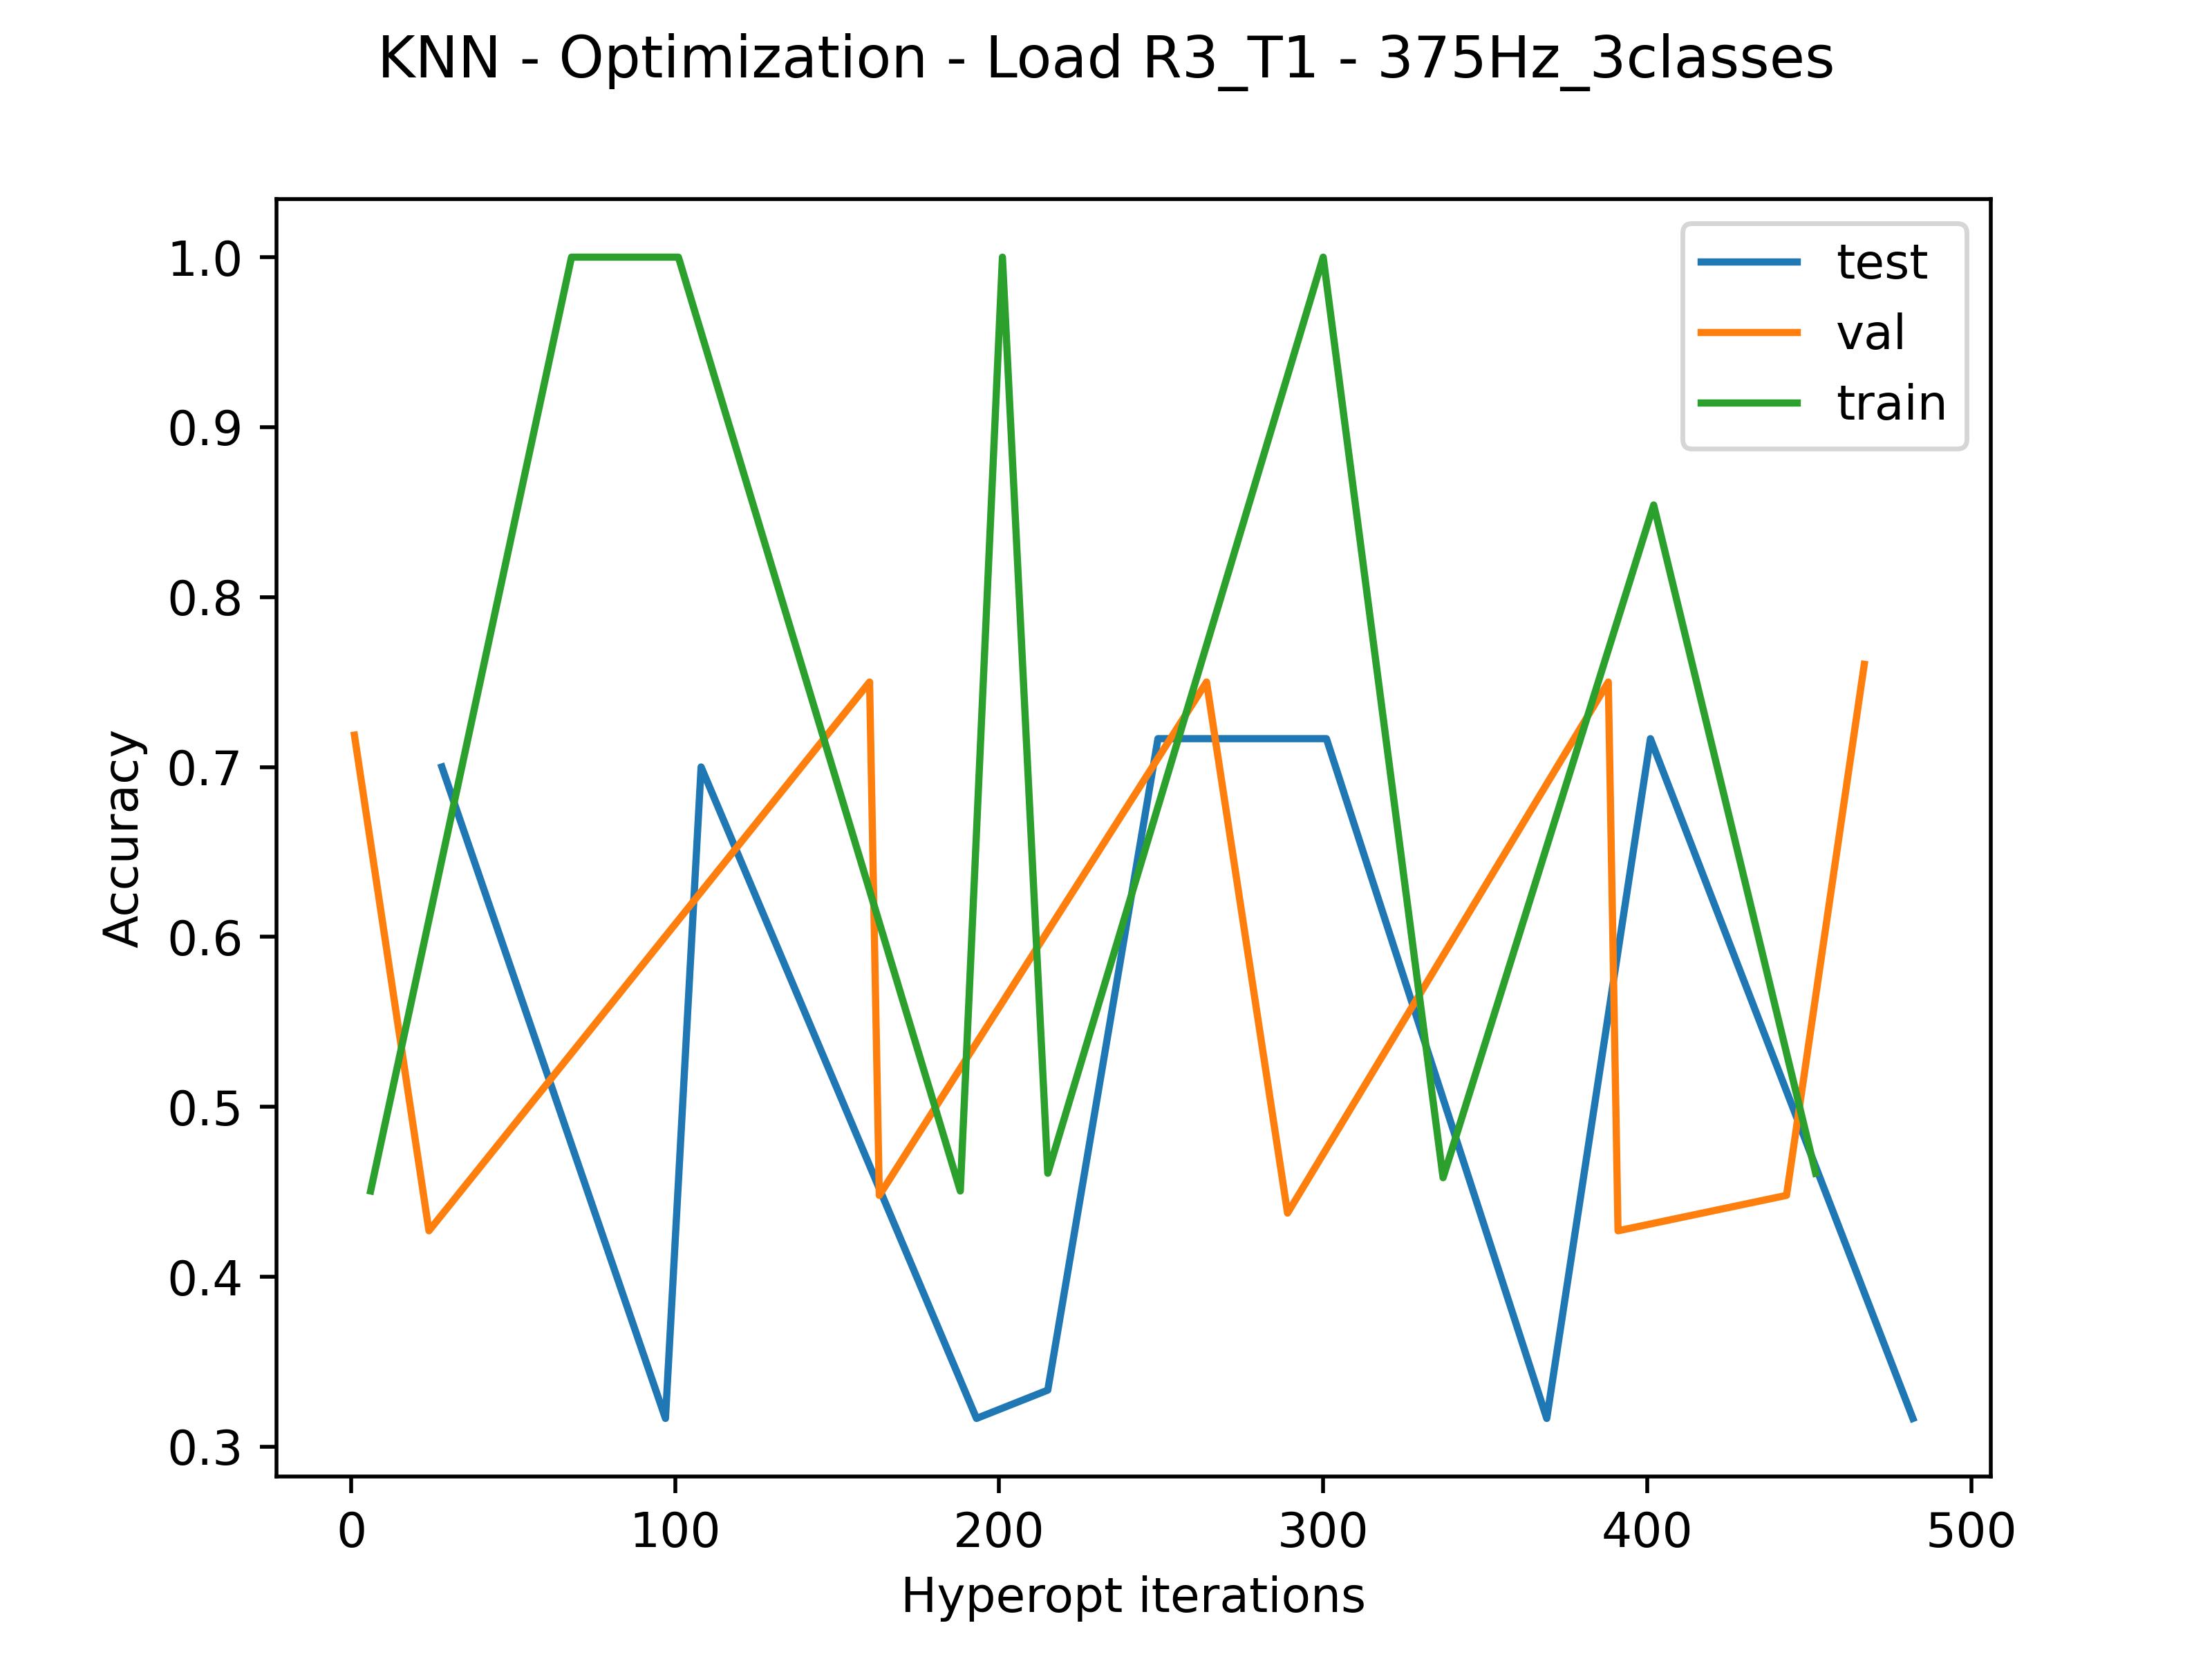 KNN - Optimization - Load R3_T1 - 375Hz_3classes
test
val
train
1.0
0.9
0.8
0.7
0.6
0.5
0.4
0.3
Accuracy
0 100 200 300 400 500
Hyperopt iterations